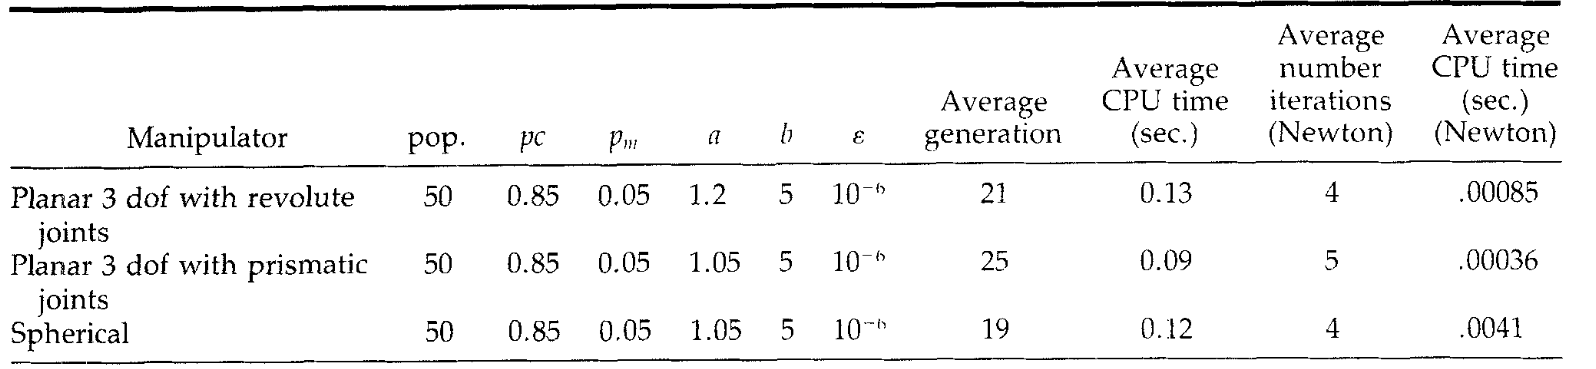 Average Average
Average number CPU time
Average CPU time iterations (sec.)
Manipulator pop. pc pm a b ε generation (sec.) (Newton) (Newton)
Planar 3 dof with revolute 50 0.85 0.05 1.2 5 10⁻⁶ 21 0.13 4 .00085
joints
Planar 3 dof with prismatic 50 0.85 0.05 1.05 5 10⁻⁶ 25 0.09 5 .00036
joints
Spherical 50 0.85 0.05 1.05 5 10⁻⁶ 19 0.12 4 .0041